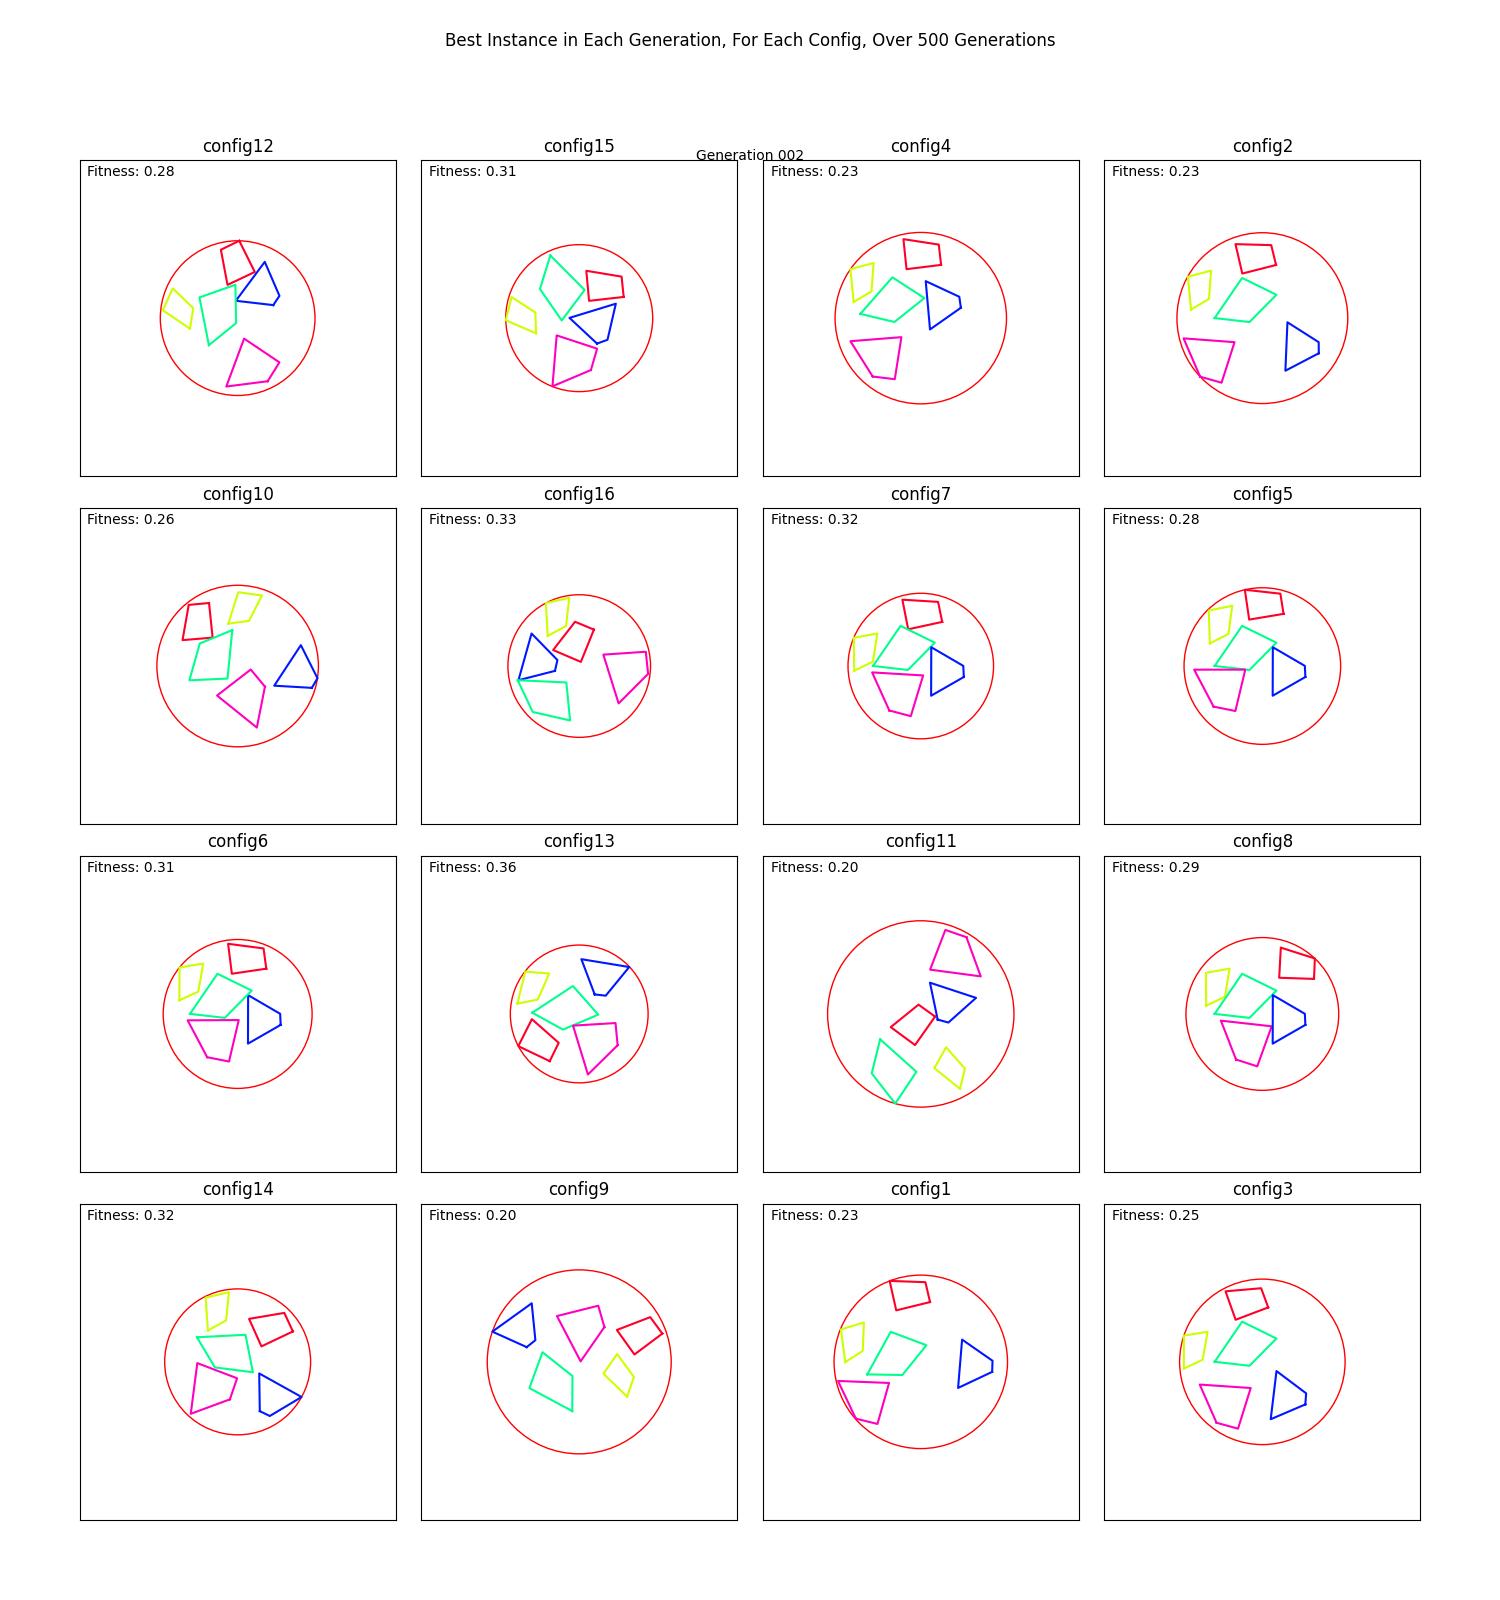 Best Instance in Each Generation, For Each Config, Over 500 Generations
Generation 002
config12
Fitness: 0.28
config15
Fitness: 0.31
config4
Fitness: 0.23
config2
Fitness: 0.23
config10
Fitness: 0.26
config16
Fitness: 0.33
config7
Fitness: 0.32
config5
Fitness: 0.28
config6
Fitness: 0.31
config13
Fitness: 0.36
config11
Fitness: 0.20
config8
Fitness: 0.29
config14
Fitness: 0.32
config9
Fitness: 0.20
config1
Fitness: 0.23
config3
Fitness: 0.25